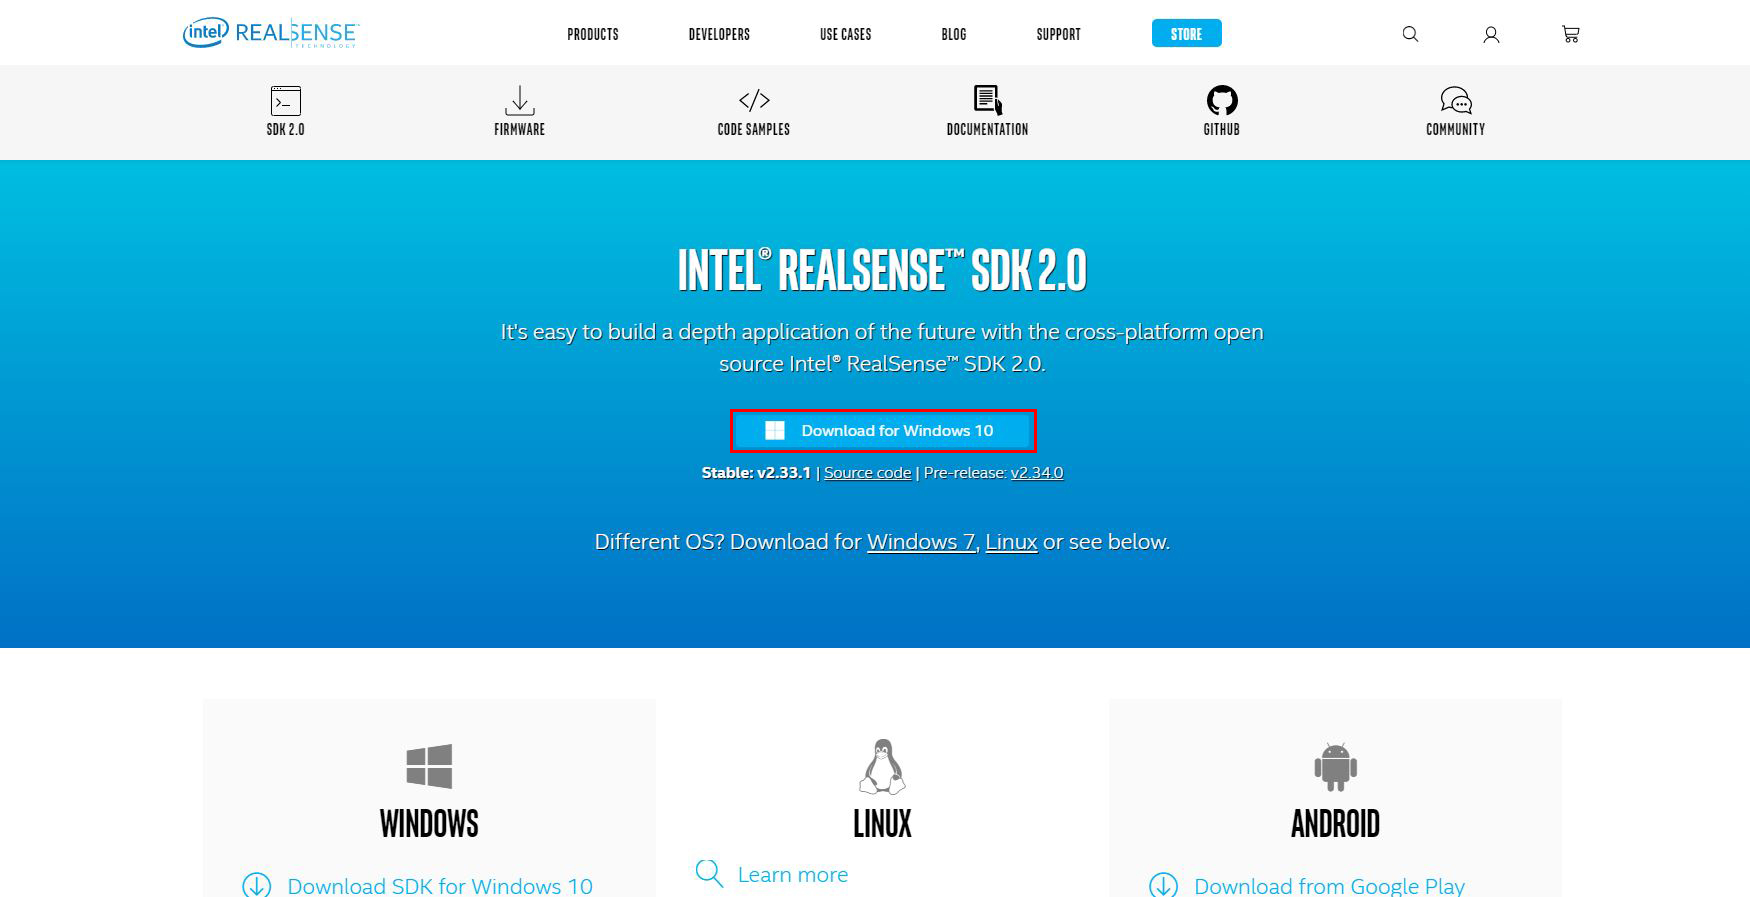 intel REALSENSE
TECHNOLOGY
PRODUCTS DEVELOPERS USE CASES BLOG SUPPORT STORE
SDK 2.0 FIRMWARE CODE SAMPLES DOCUMENTATION GITHUB COMMUNITY
INTEL® REALSENSE™ SDK 2.0
It's easy to build a depth application of the future with the cross-platform open
source Intel® RealSense™ SDK 2.0.
Download for Windows 10
Stable: v2.33.1 | Source code | Pre-release: v2.34.0
Different OS? Download for Windows 7, Linux or see below.
WINDOWS
Download SDK for Windows 10
LINUX
Learn more
ANDROID
Download from Google Play